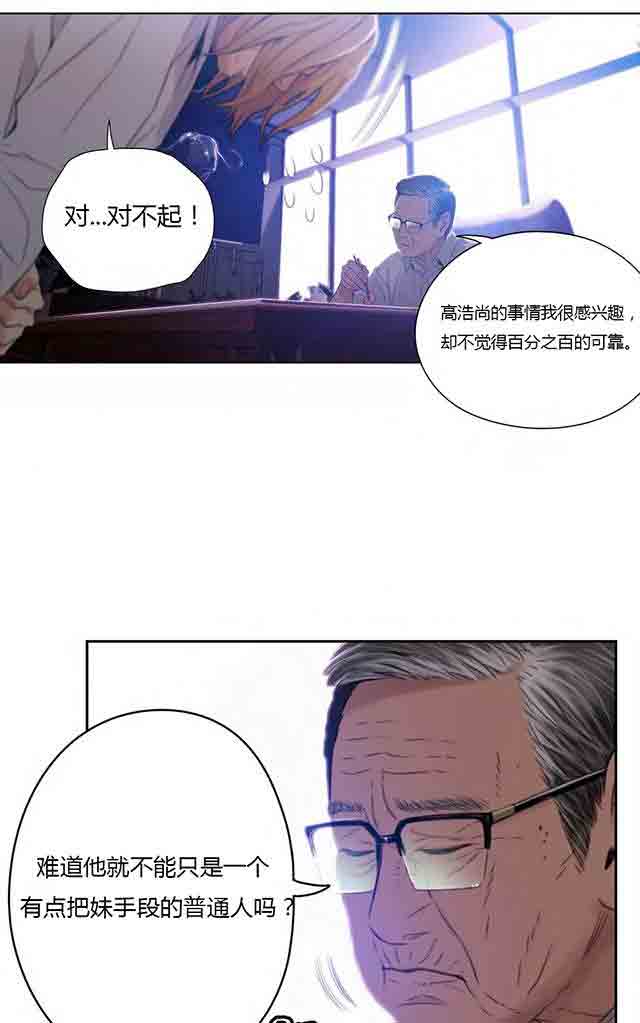 对...对不起！
高浩尚的事情我很感兴趣，
却不觉得百分之百的可靠。
难道他就不能只是一个
有点把妹手段的普通人吗？